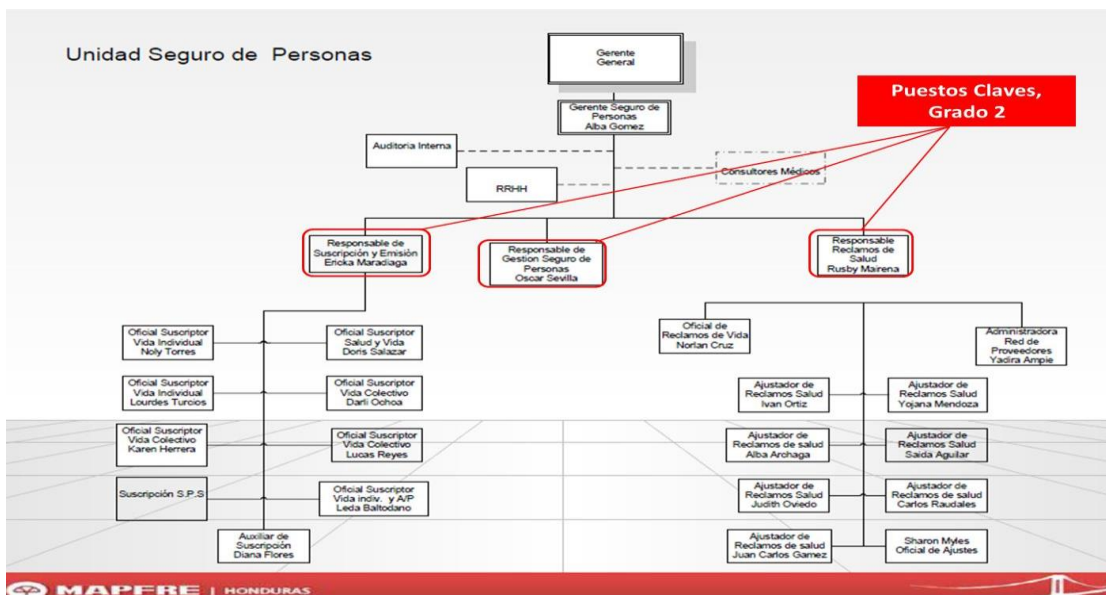 Unidad Seguro de Personas
Gerente
General
Gerente Seguro de
Personas
Alba Gomez
Puestos Claves,
Grado 2
Auditoria Interna
Consultores Médicos
RRHH
Responsable de
Suscripción y Emisión
Ericka Maradiaga
Responsable de
Gestion Seguro de
Personas
Oscar Sevilla
Responsable
Reclamos de
Salud
Rusby Mairena
Oficial Suscriptor
Vida Individual
Noly Torres
Oficial Suscriptor
Salud y Vida
Doris Salazar
Oficial de
Reclamos de Vida
Norlan Cruz
Administradora
Red de
Proveedores
Yadira Ampie
Oficial Suscriptor
Vida Individual
Lourdes Turcios
Oficial Suscriptor
Vida Colectivo
Darli Ochoa
Ajustador de
Reclamos Salud
Ivan Ortiz
Ajustador de
Reclamos Salud
Yojana Mendoza
Oficial Suscriptor
Vida Colectivo
Karen Herrera
Oficial Suscriptor
Vida Colectivo
Lucas Reyes
Ajustador de
Reclamos de salud
Alba Archaga
Ajustador de
Reclamos Salud
Saida Aguilar
Suscripción S.P.S
Oficial Suscriptor
Vida indiv. y A/P
Leda Baltodano
Ajustador de
Reclamos Salud
Judith Oviedo
Ajustador de
Reclamos de salud
Carlos Raudales
Auxiliar de
Suscripción
Diana Flores
Ajustador de
Reclamos de salud
Juan Carlos Gamez
Sharon Myles
Oficial de Ajustes
MAPFRE | HONDURAS